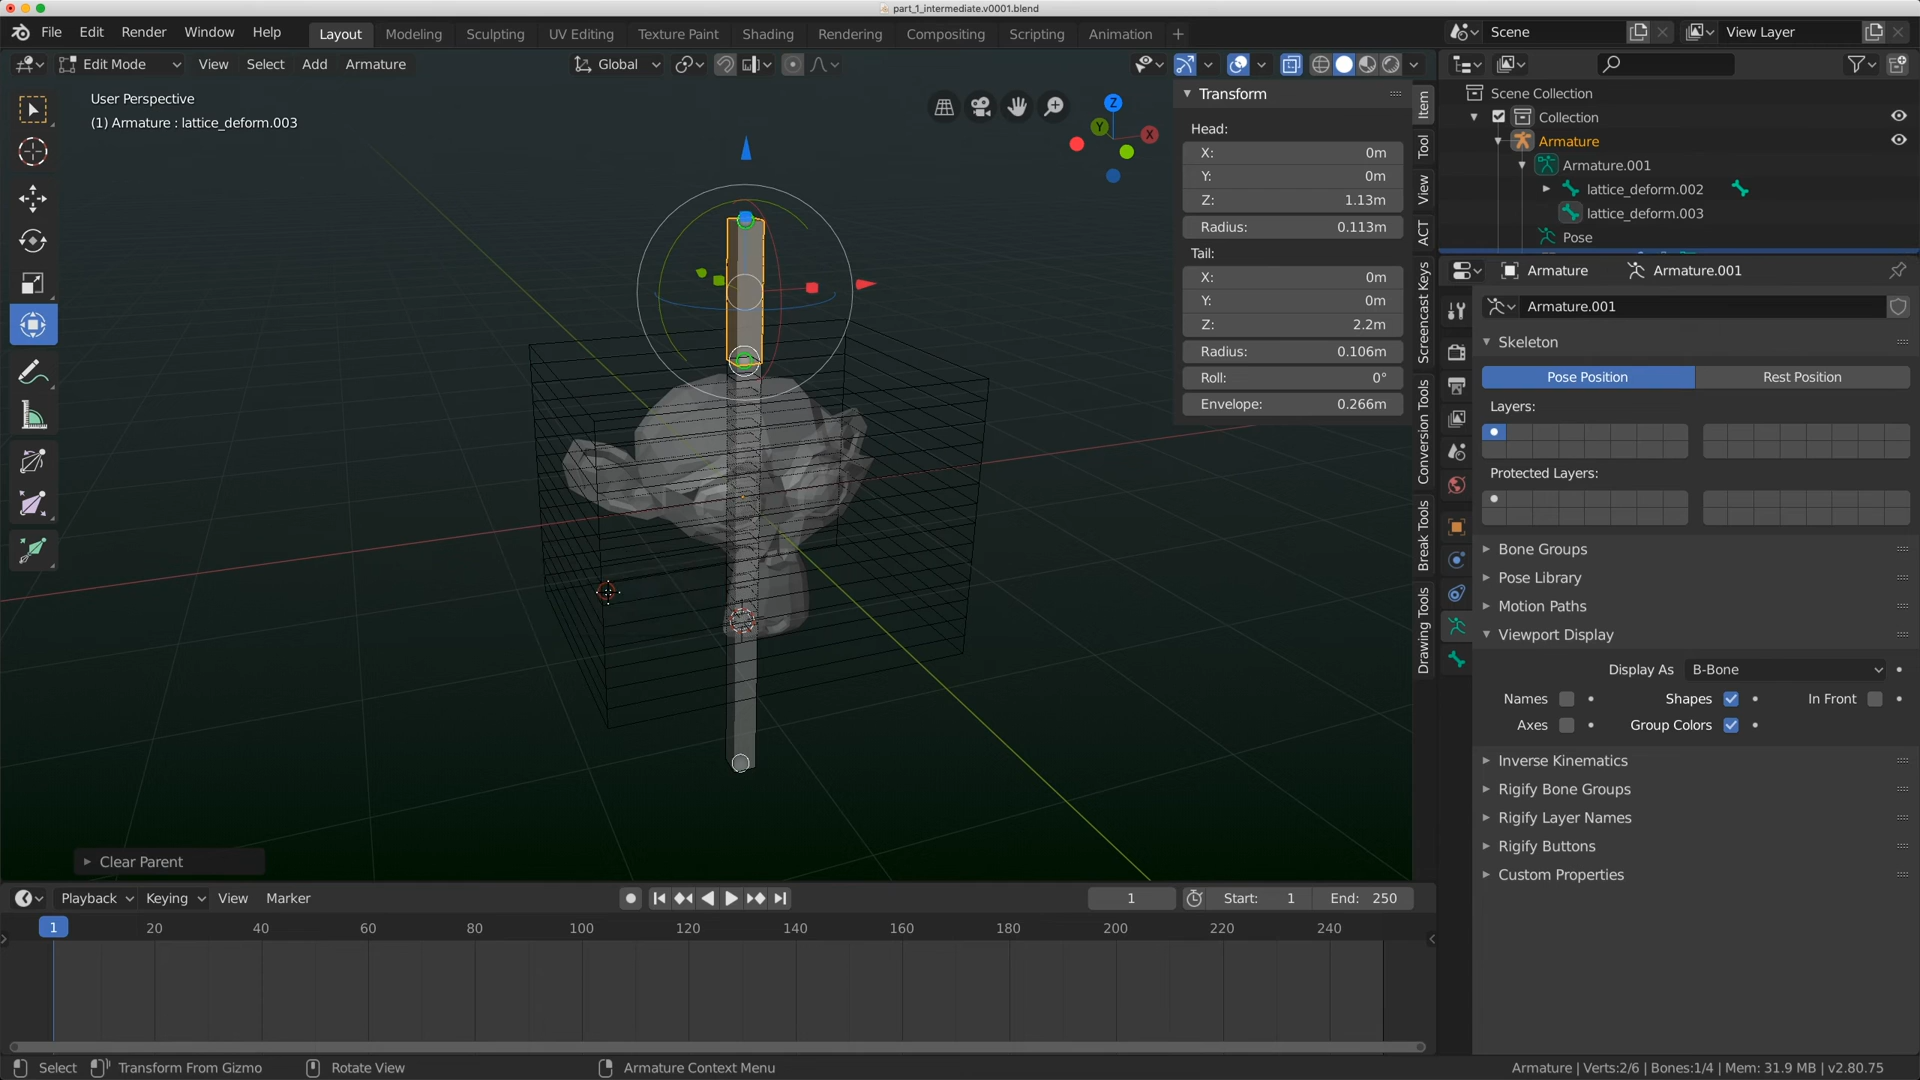 part_1_intermediate.v0001.blend
File Edit Render Window Help Layout Modeling Sculpting UV Editing Texture Paint Shading Rendering Compositing Scripting Animation + Scene View Layer
Edit Mode View Select Add Armature Global
User Perspective
(1) Armature : lattice_deform.003
Z
Y
X
Transform
Head:
X: 0m
Y: 0m
Z: 1.13m
Radius: 0.113m
Tail:
X: 0m
Y: 0m
Z: 2.2m
Radius: 0.106m
Roll: 0°
Envelope: 0.266m
Item
Tool
View
ACT
Screencast Keys
Conversion Tools
Break Tools
Drawing Tools
Scene Collection
Collection
Armature
Armature.001
lattice_deform.002
lattice_deform.003
Pose
Armature Armature.001
Armature.001
Skeleton
Pose Position Rest Position
Layers:
Protected Layers:
Bone Groups
Pose Library
Motion Paths
Viewport Display
Display As B-Bone
Names Shapes In Front
Axes Group Colors
Inverse Kinematics
Rigify Bone Groups
Rigify Layer Names
Rigify Buttons
Custom Properties
Clear Parent
Playback Keying View Marker 1 Start: 1 End: 250
1 20 40 60 80 100 120 140 160 180 200 220 240
Select Transform From Gizmo Rotate View Armature Context Menu Armature | Verts:2/6 | Bones:1/4 | Mem: 31.9 MB | v2.80.75